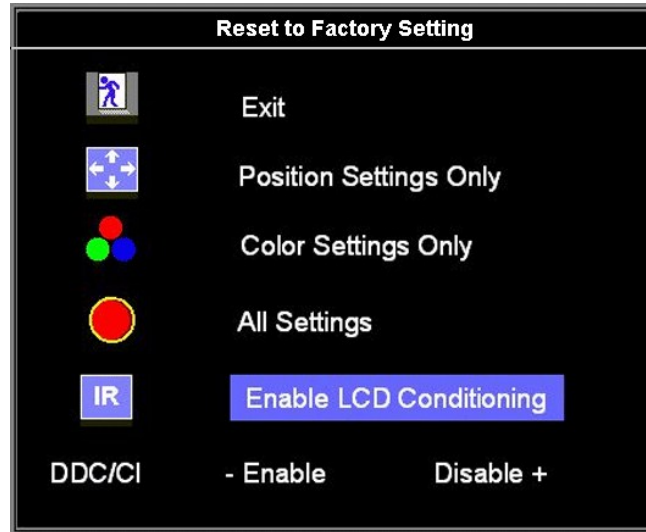 Reset to Factory Setting
Exit
Position Settings Only
Color Settings Only
All Settings
IR Enable LCD Conditioning
DDC/CI - Enable Disable +